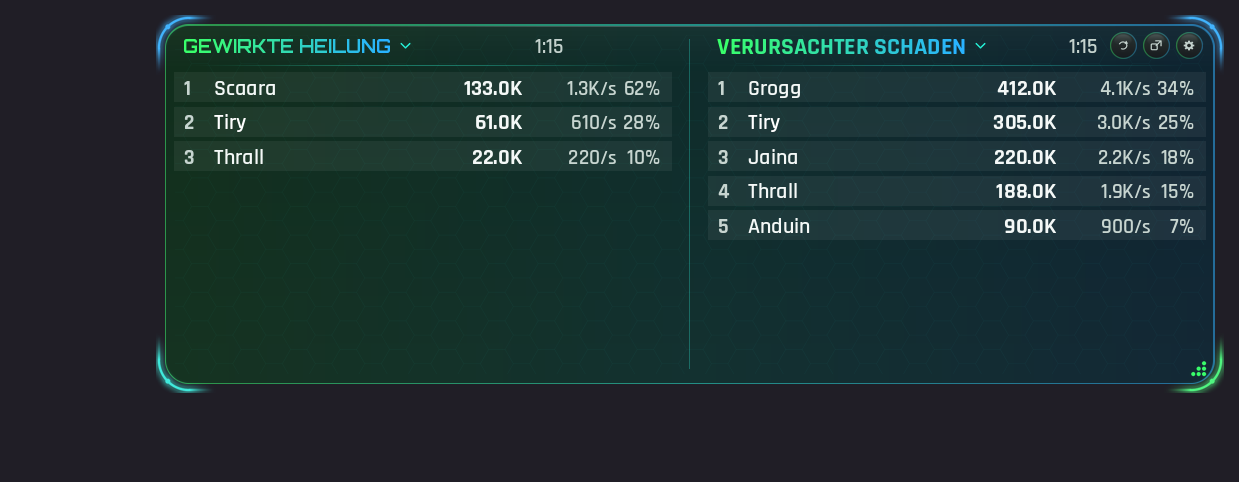 GEWIRKTE HEILUNG 1:15
1 Scaara 133.0K 1.3K/s 62%
2 Tiry 61.0K 610/s 28%
3 Thrall 22.0K 220/s 10%
VERURSACHTER SCHADEN 1:15
1 Grogg 412.0K 4.1K/s 34%
2 Tiry 305.0K 3.0K/s 25%
3 Jaina 220.0K 2.2K/s 18%
4 Thrall 188.0K 1.9K/s 15%
5 Anduin 90.0K 900/s 7%